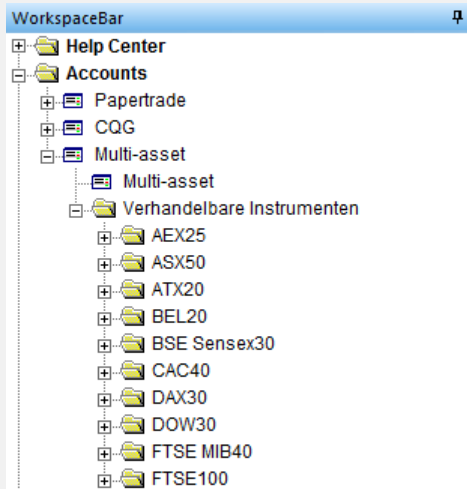 WorkspaceBar
Help Center
Accounts
Papertrade
CQG
Multi-asset
Multi-asset
Verhandelbare Instrumenten
AEX25
ASX50
ATX20
BEL20
BSE Sensex30
CAC40
DAX30
DOW30
FTSE MIB40
FTSE100